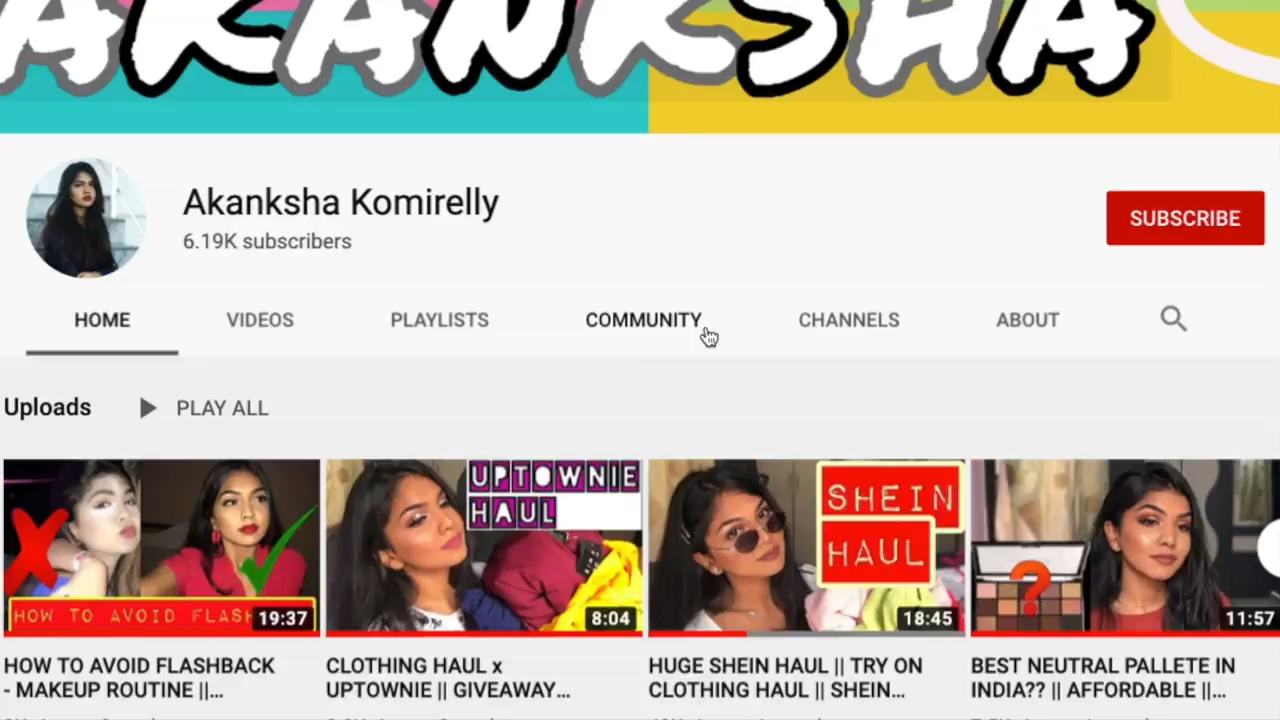 AKANKSHA
Akanksha Komirelly
6.19K subscribers
SUBSCRIBE
HOME VIDEOS PLAYLISTS COMMUNITY CHANNELS ABOUT
Uploads PLAY ALL
HOW TO AVOID FLASH
19:37
UPTOWNIE
HAUL
8:04
SHEIN
HAUL
18:45
?
11:57
HOW TO AVOID FLASHBACK
- MAKEUP ROUTINE ||...
CLOTHING HAUL x
UPTOWNIE || GIVEAWAY...
HUGE SHEIN HAUL || TRY ON
CLOTHING HAUL || SHEIN...
BEST NEUTRAL PALLETE IN
INDIA?? || AFFORDABLE ||...